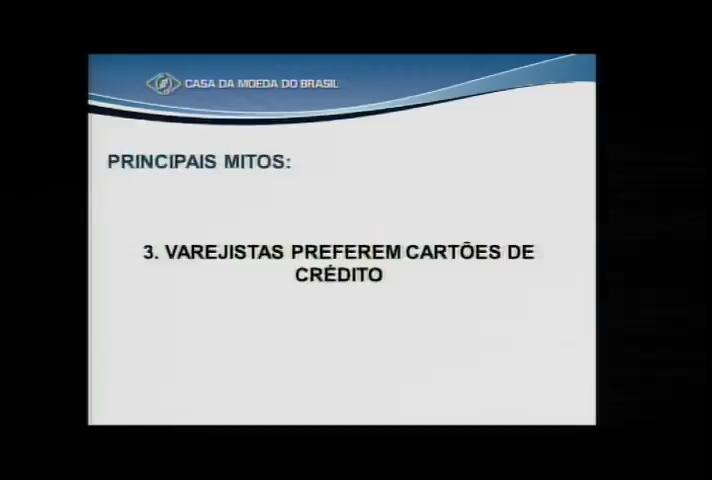 CASA DA MOEDA DO BRASIL
PRINCIPAIS MITOS:
3. VAREJISTAS PREFEREM CARTÕES DE
CRÉDITO